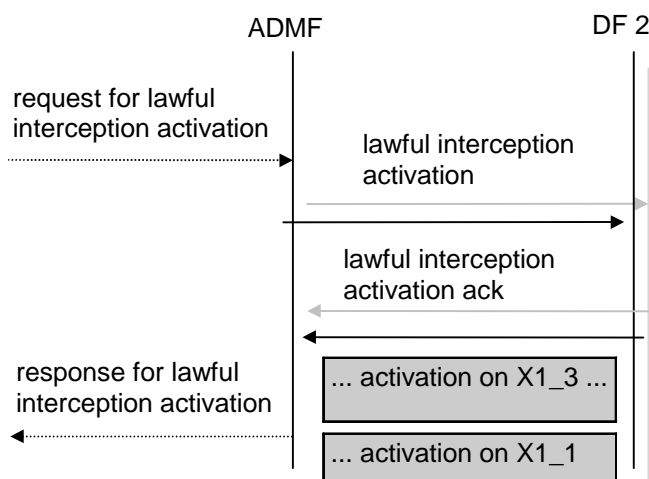 ADMF
DF 2
request for lawful
interception activation
lawful interception
activation
lawful interception
activation ack
response for lawful
interception activation
... activation on X1_3 ...
... activation on X1_1